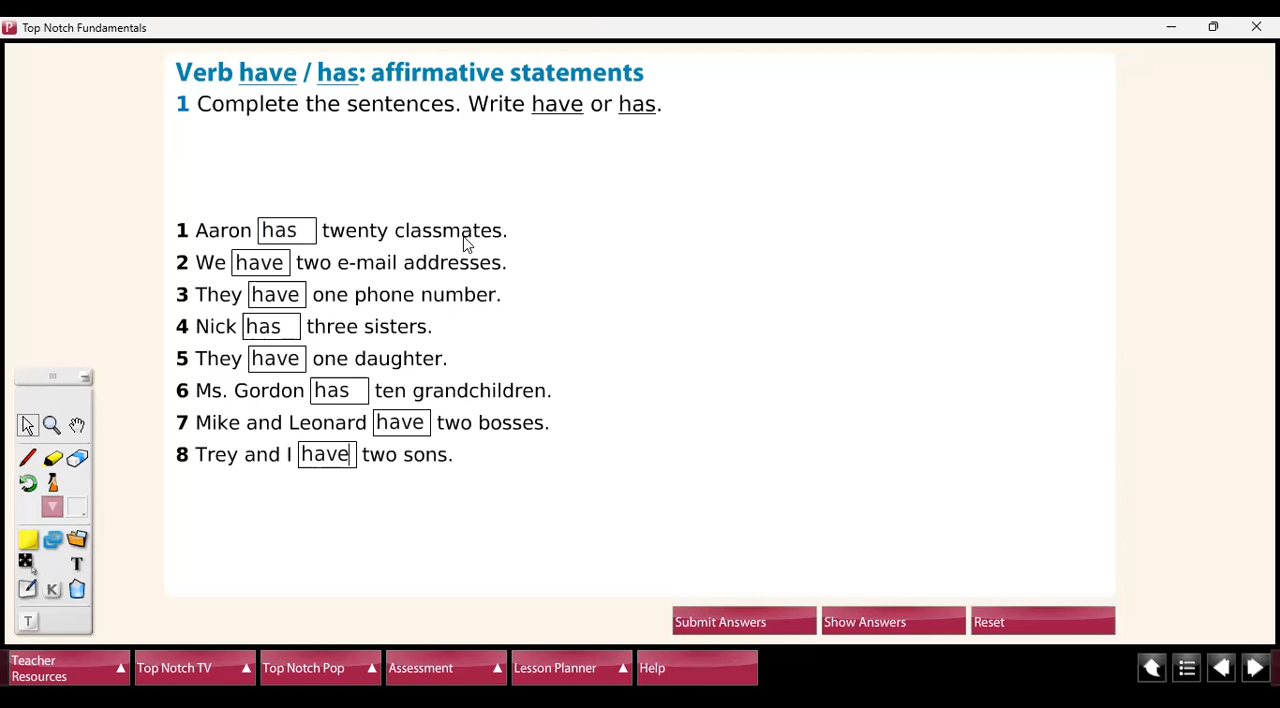 Top Notch Fundamentals
Verb have / has: affirmative statements
1 Complete the sentences. Write have or has.
1 Aaron has twenty classmates.
2 We have two e-mail addresses.
3 They have one phone number.
4 Nick has three sisters.
5 They have one daughter.
6 Ms. Gordon has ten grandchildren.
7 Mike and Leonard have two bosses.
8 Trey and I have two sons.
T
K
T
Submit Answers
Show Answers
Reset
Teacher Resources
Top Notch TV
Top Notch Pop
Assessment
Lesson Planner
Help